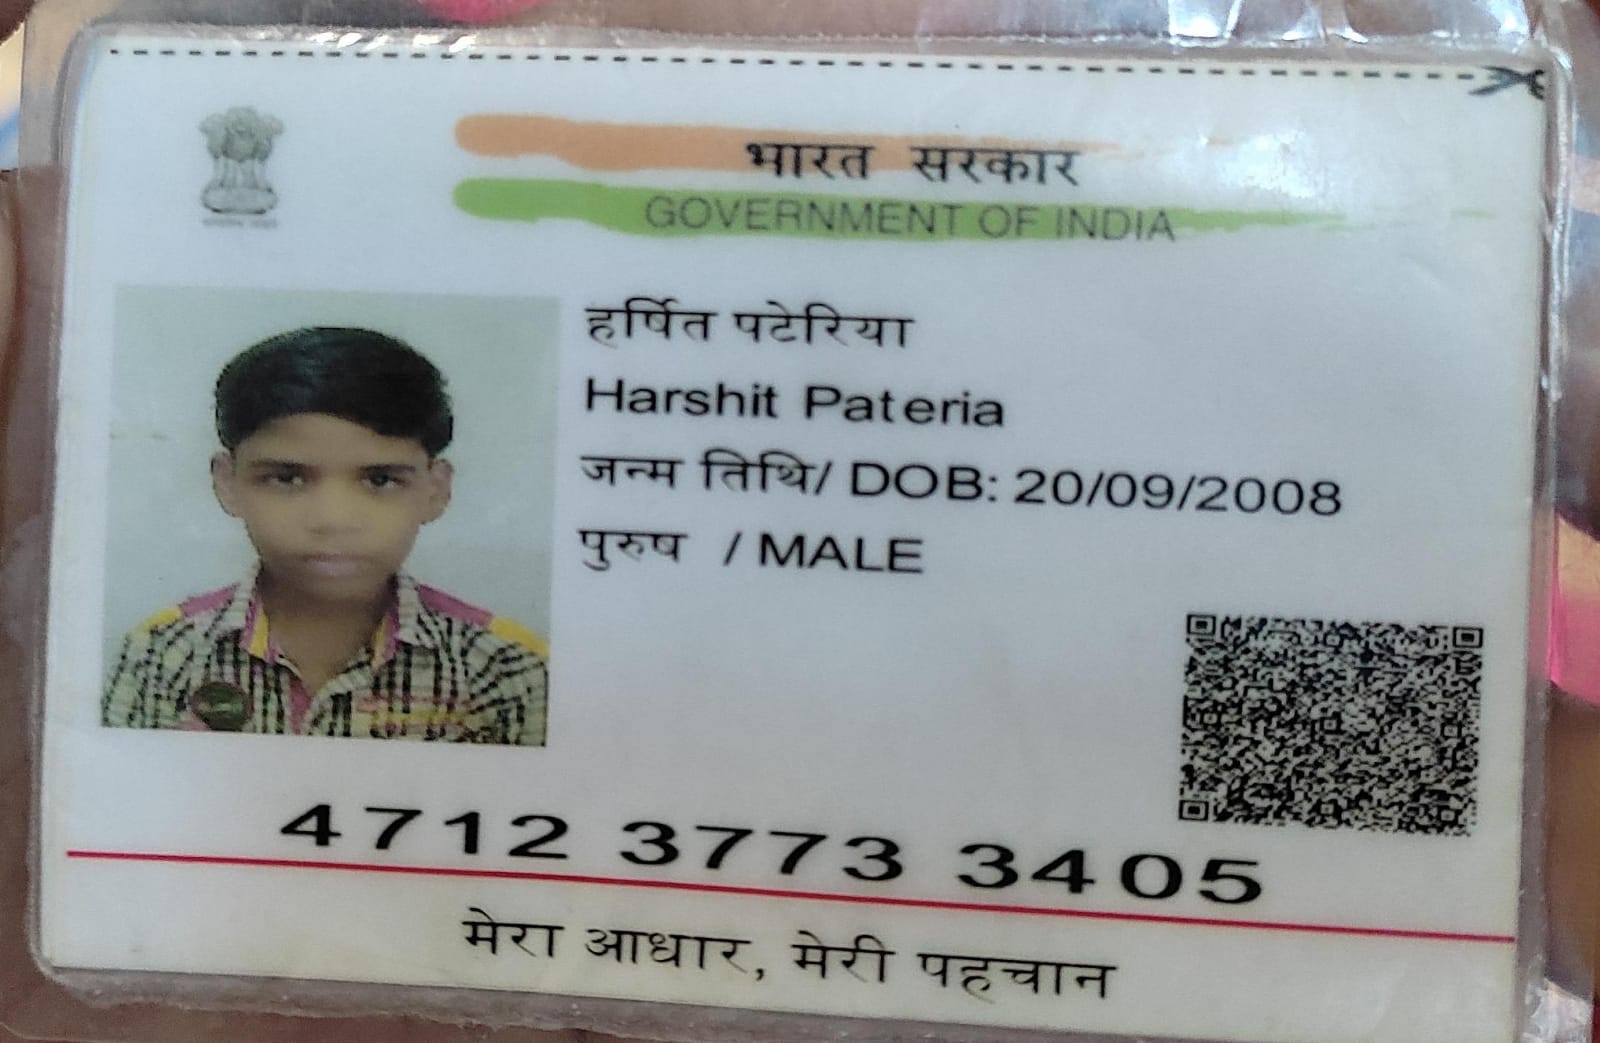 भारत सरकार
GOVERNMENT OF INDIA
हर्षित पटेरिया
Harshit Pateria
जन्म तिथि/ DOB: 20/09/2008
पुरुष / MALE
4712 3773 3405
मेरा आधार, मेरी पहचान